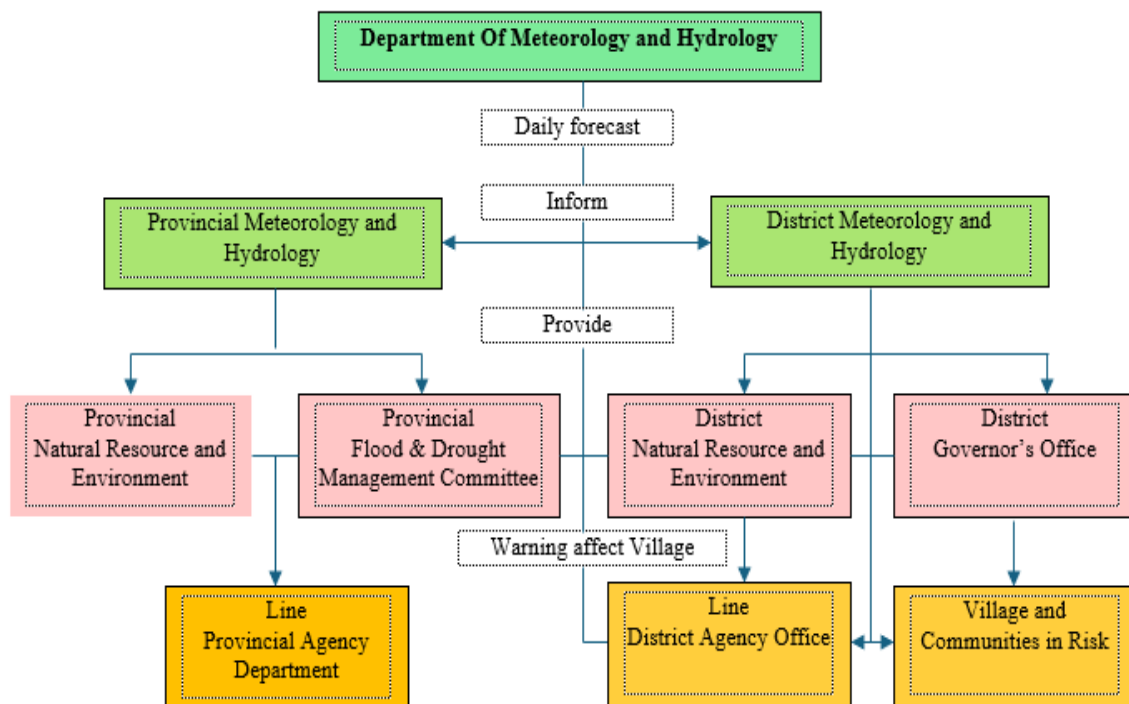 Department Of Meteorology and Hydrology
Daily forecast
Inform
Provincial Meteorology and
Hydrology
District Meteorology and
Hydrology
Provide
Provincial
Natural Resource and
Environment
Provincial
Flood & Drought
Management Committee
District
Natural Resource and
Environment
District
Governor’s Office
Warning affect Village
Line
Provincial Agency
Department
Line
District Agency Office
Village and
Communities in Risk